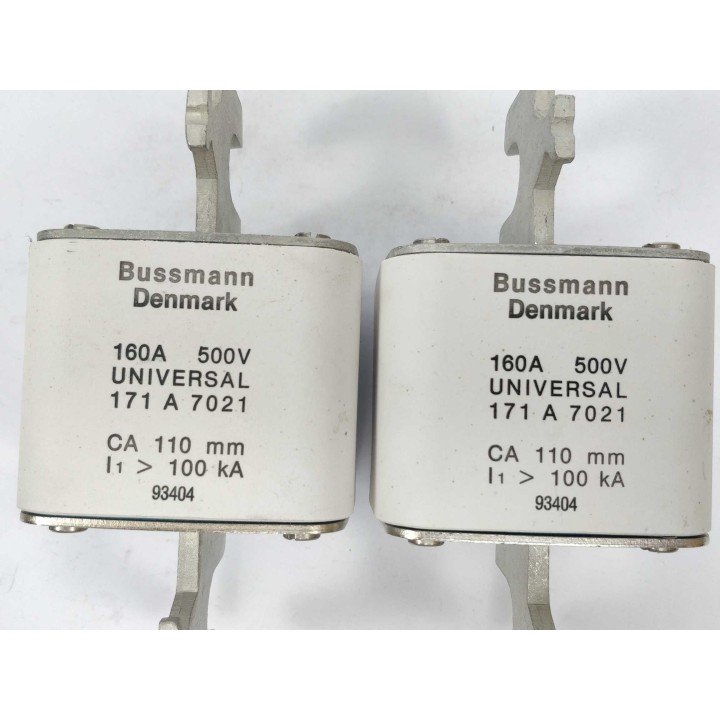 Bussmann
Denmark
160A 500V
UNIVERSAL
171 A 7021
CA 110 mm
I1 > 100 kA
93404
Bussmann
Denmark
160A 500V
UNIVERSAL
171 A 7021
CA 110 mm
I1 > 100 kA
93404